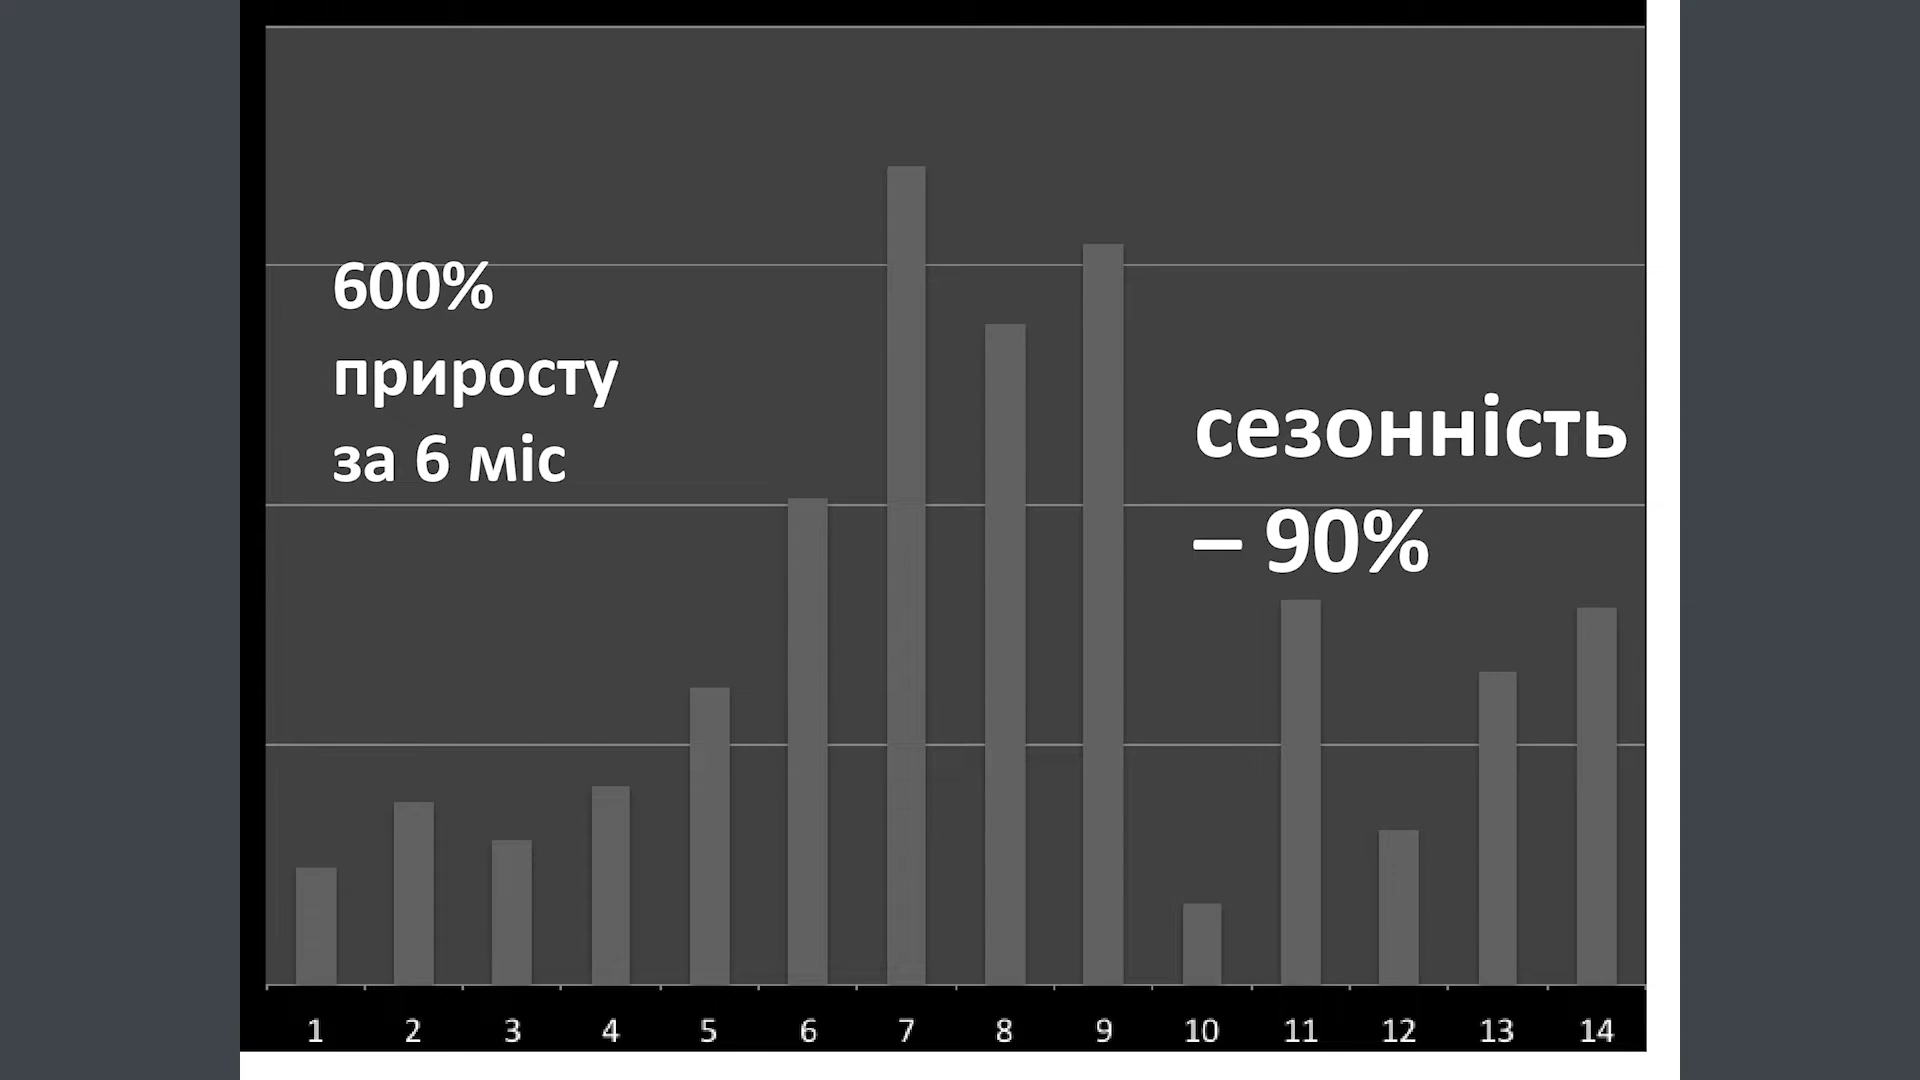 600%
приросту
за 6 міс
сезонність
– 90%
1 2 3 4 5 6 7 8 9 10 11 12 13 14